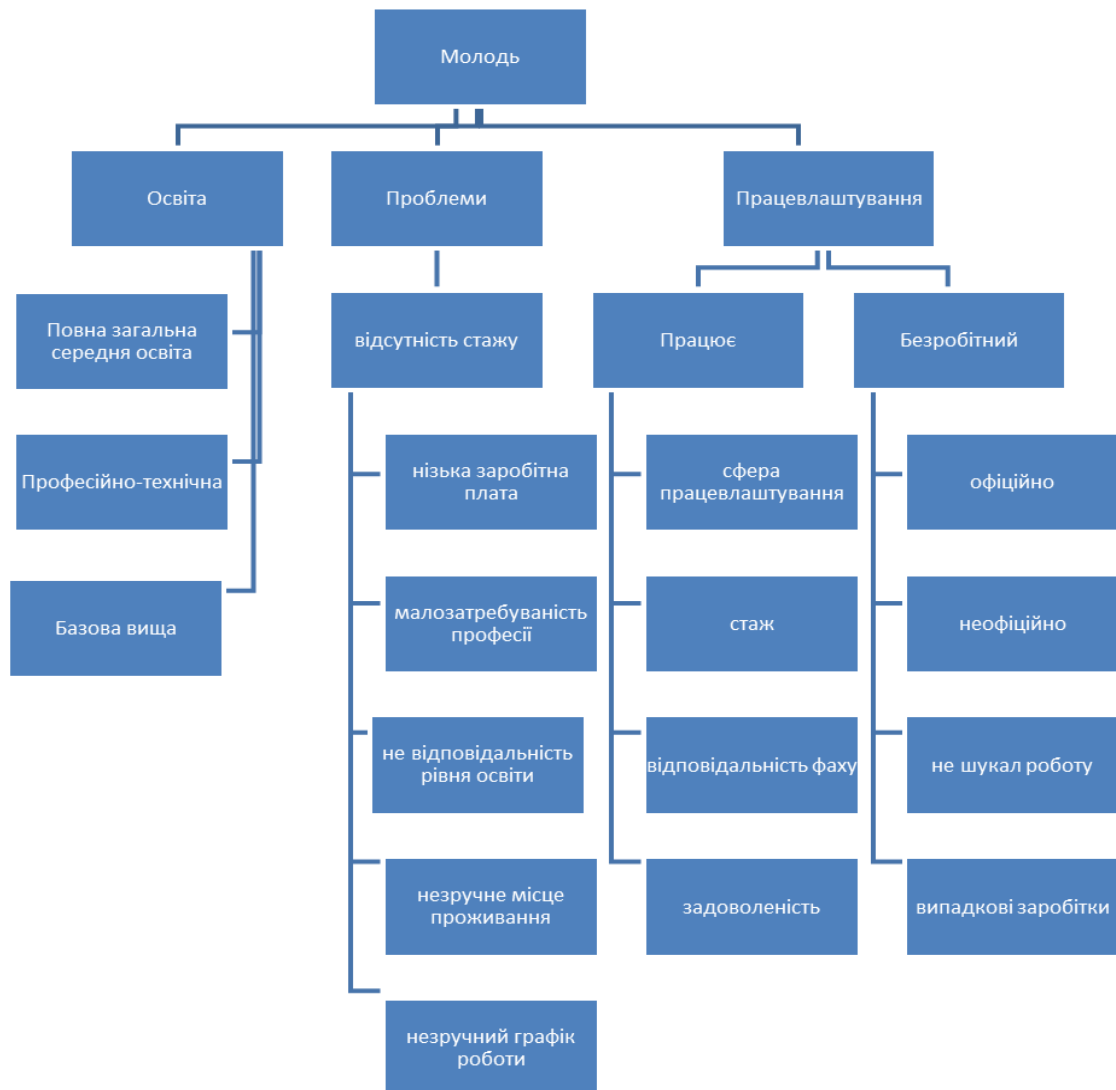 Молодь
Освіта
Проблеми
Працевлаштування
Повна загальна
середня освіта
Професійно-технічна
Базова вища
відсутність стажу
нізька заробітна
плата
малозатребуваність
професії
не відповідальність
рівня освіти
незручне місце
проживання
незручний графік
роботи
Працює
сфера
працевлаштування
стаж
відповідальність фаху
задоволеність
Безробітний
офіційно
неофіційно
не шукал роботу
випадкові заробітки